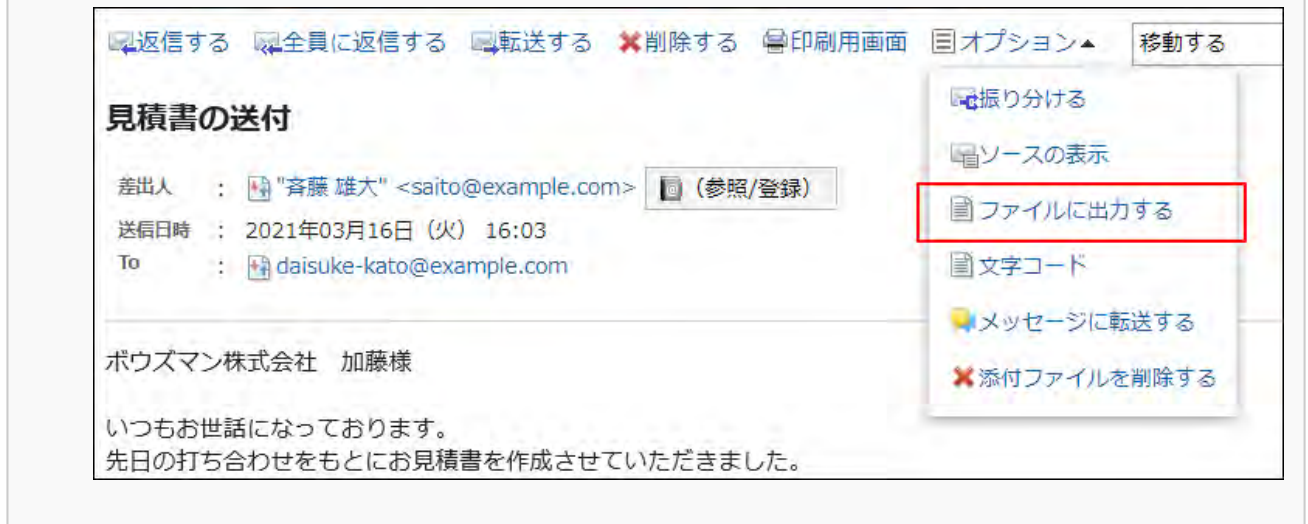 返信する 全員に返信する 転送する 削除する 印刷用画面 オプション▲ 移動する
見積書の送付
差出人 : "斉藤 雄大" <saito@example.com> (参照/登録)
送信日時 : 2021年03月16日（火） 16:03
To : daisuke-kato@example.com
ボウズマン株式会社　加藤様
いつもお世話になっております。
先日の打ち合わせをもとにお見積書を作成させていただきました。
振り分ける
ソースの表示
ファイルに出力する
文字コード
メッセージに転送する
添付ファイルを削除する